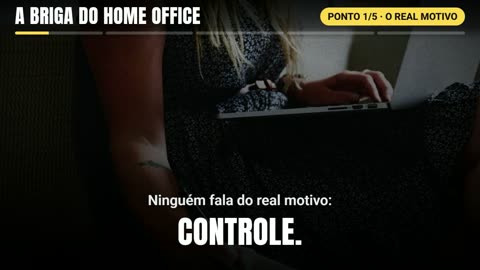 A BRIGA DO HOME OFFICE
PONTO 1/5 · O REAL MOTIVO
Ninguém fala do real motivo:
CONTROLE.